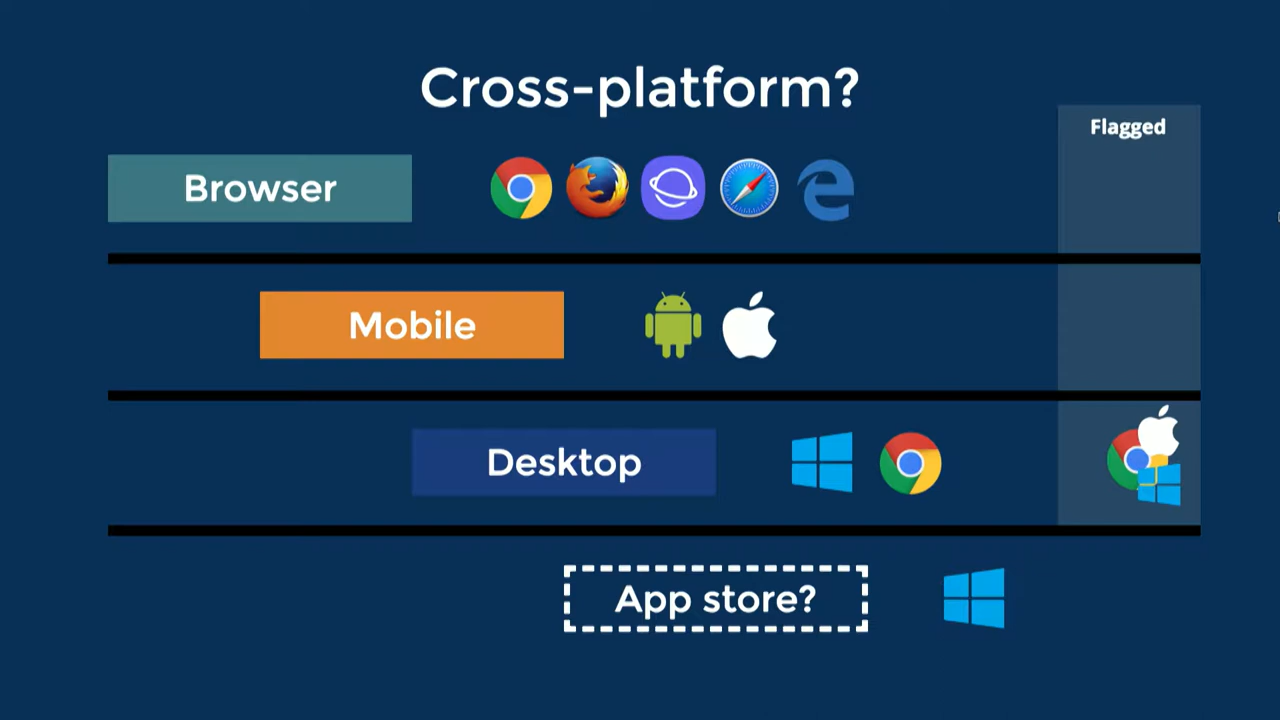 Cross-platform?
Flagged
Browser
Mobile
Desktop
App store?